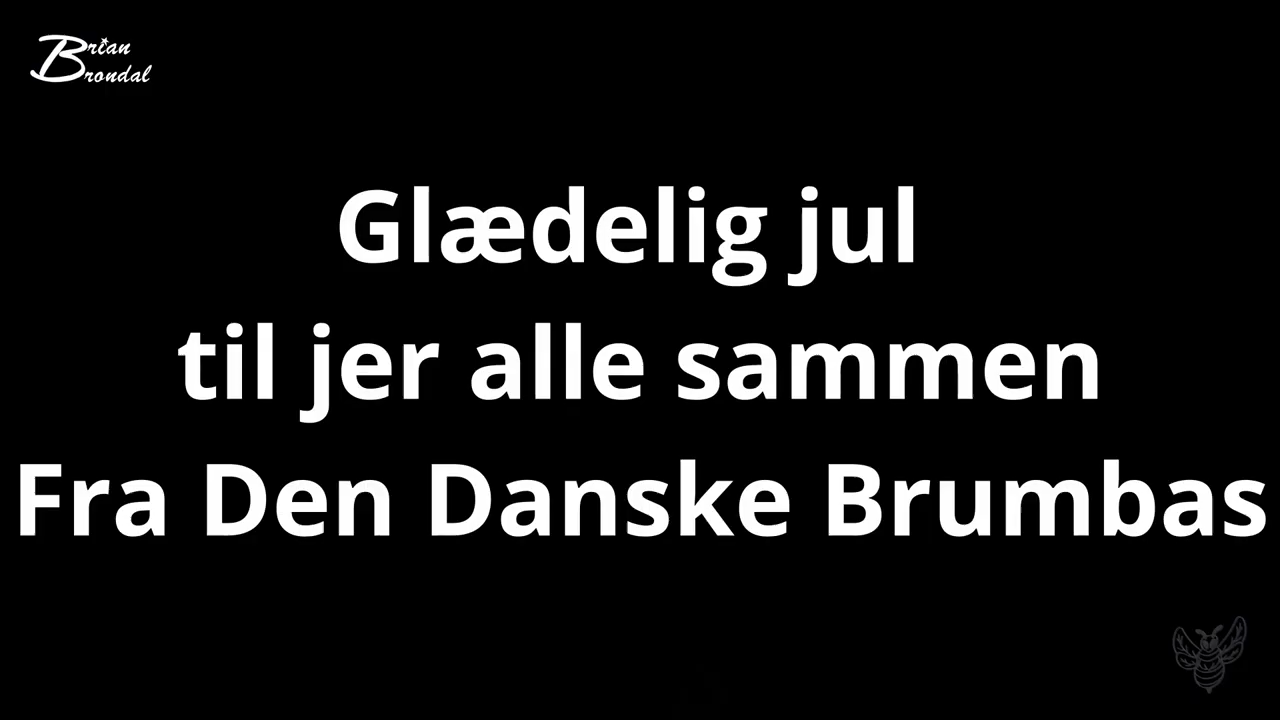 Brian
Brondal
Glædelig jul
til jer alle sammen
Fra Den Danske Brumbas